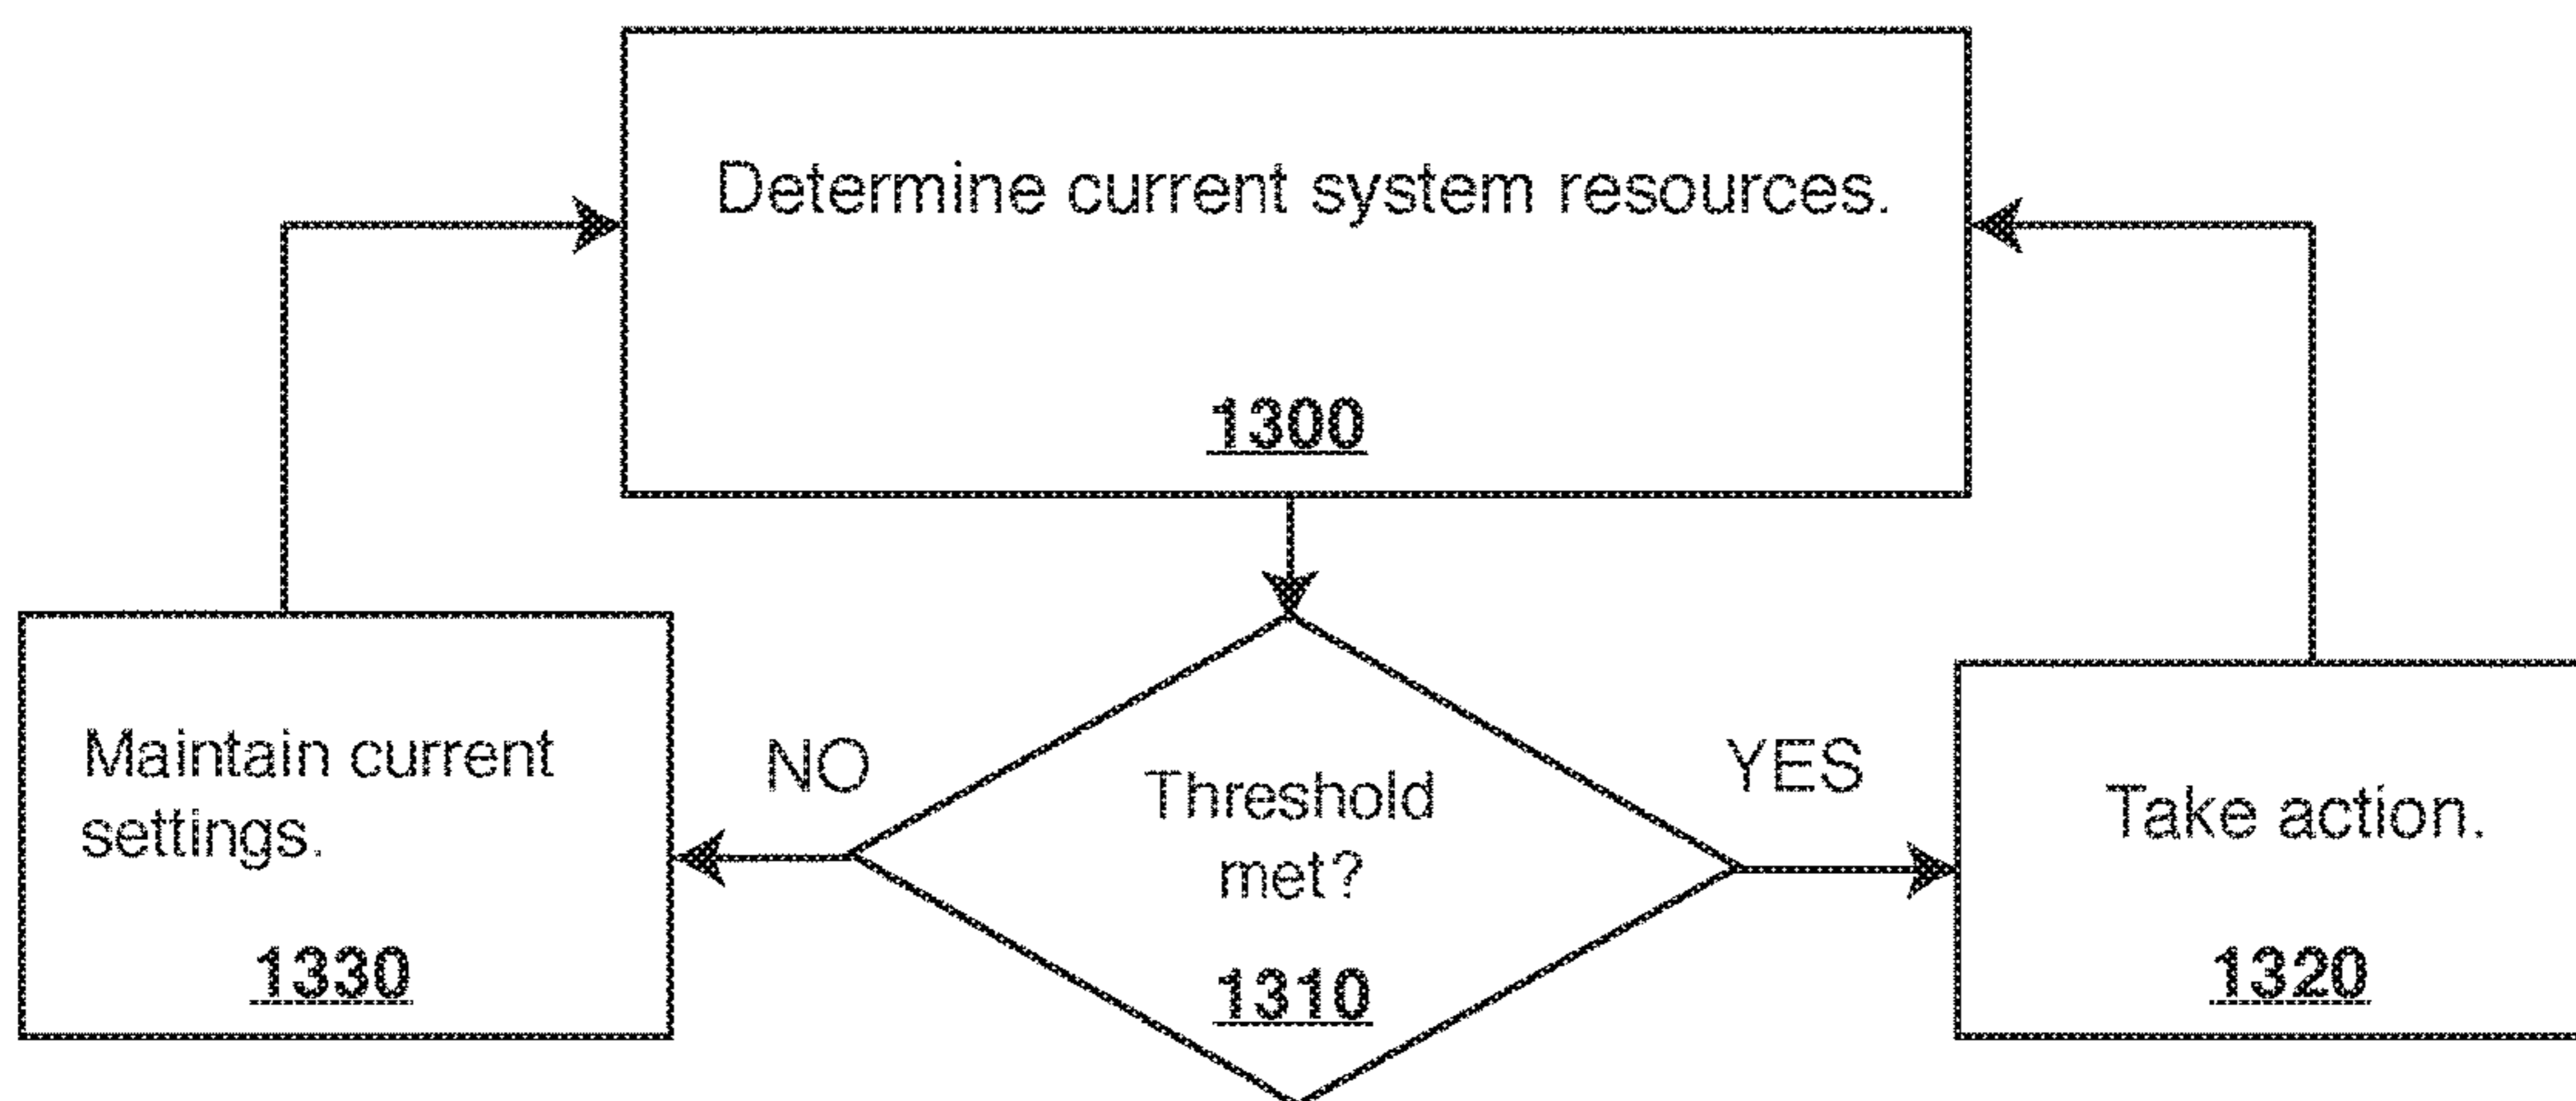 Determine current system resources.
1300
Maintain current
settings.
1330
NO
Threshold
met?
1310
YES
Take action.
1320